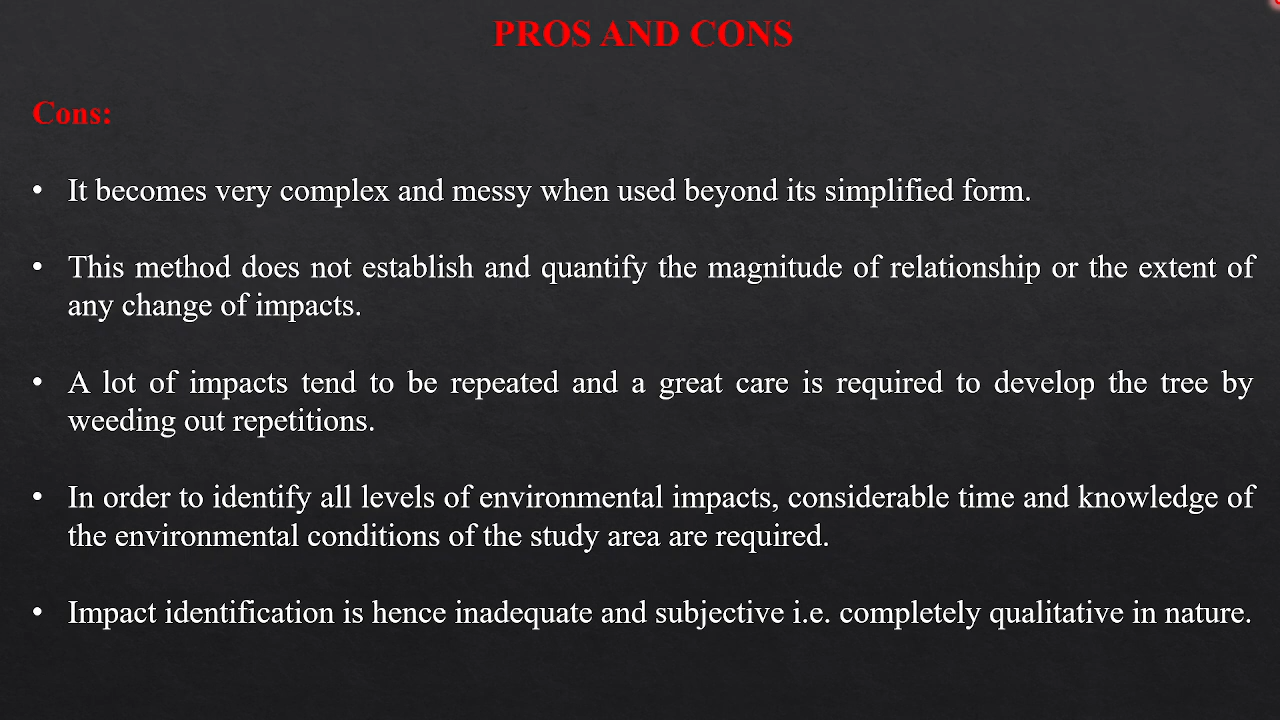 PROS AND CONS
Cons:
• It becomes very complex and messy when used beyond its simplified form.
• This method does not establish and quantify the magnitude of relationship or the extent of
any change of impacts.
• A lot of impacts tend to be repeated and a great care is required to develop the tree by
weeding out repetitions.
• In order to identify all levels of environmental impacts, considerable time and knowledge of
the environmental conditions of the study area are required.
• Impact identification is hence inadequate and subjective i.e. completely qualitative in nature.